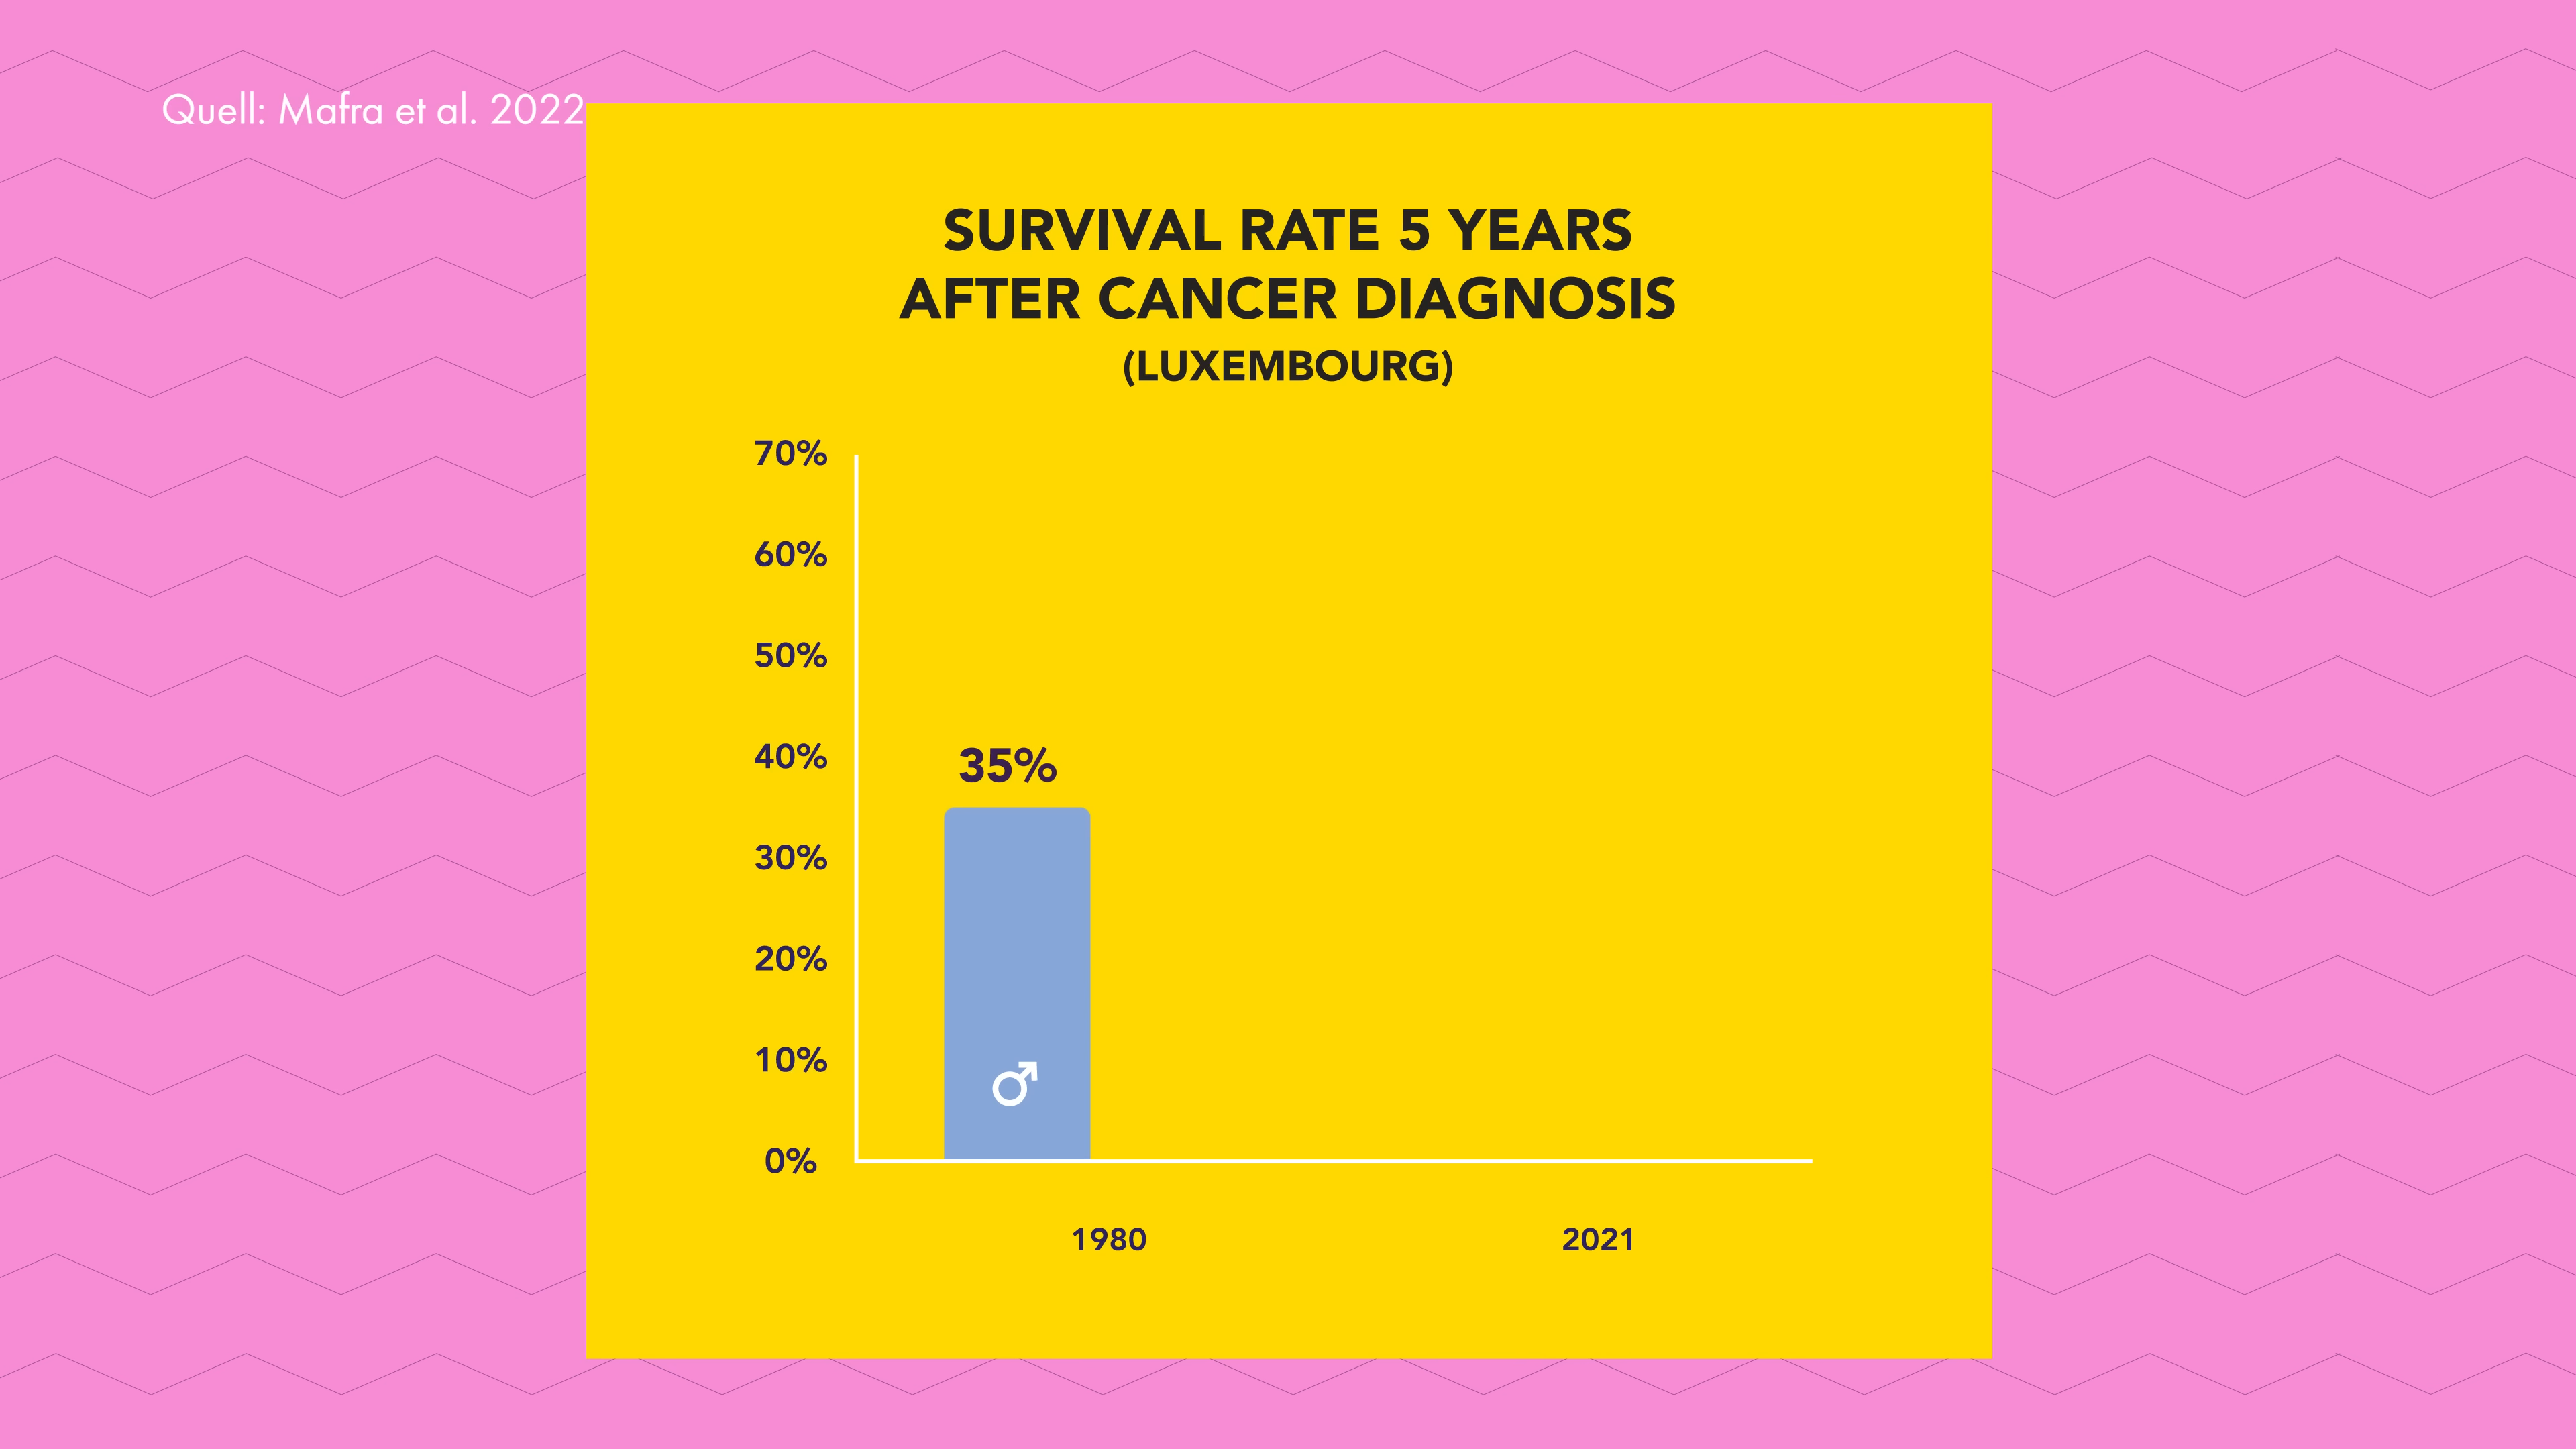 Quell: Mafra et al. 2022
SURVIVAL RATE 5 YEARS
AFTER CANCER DIAGNOSIS
(LUXEMBOURG)
70%
60%
50%
40%
35%
30%
20%
10%
0%
1980
2021